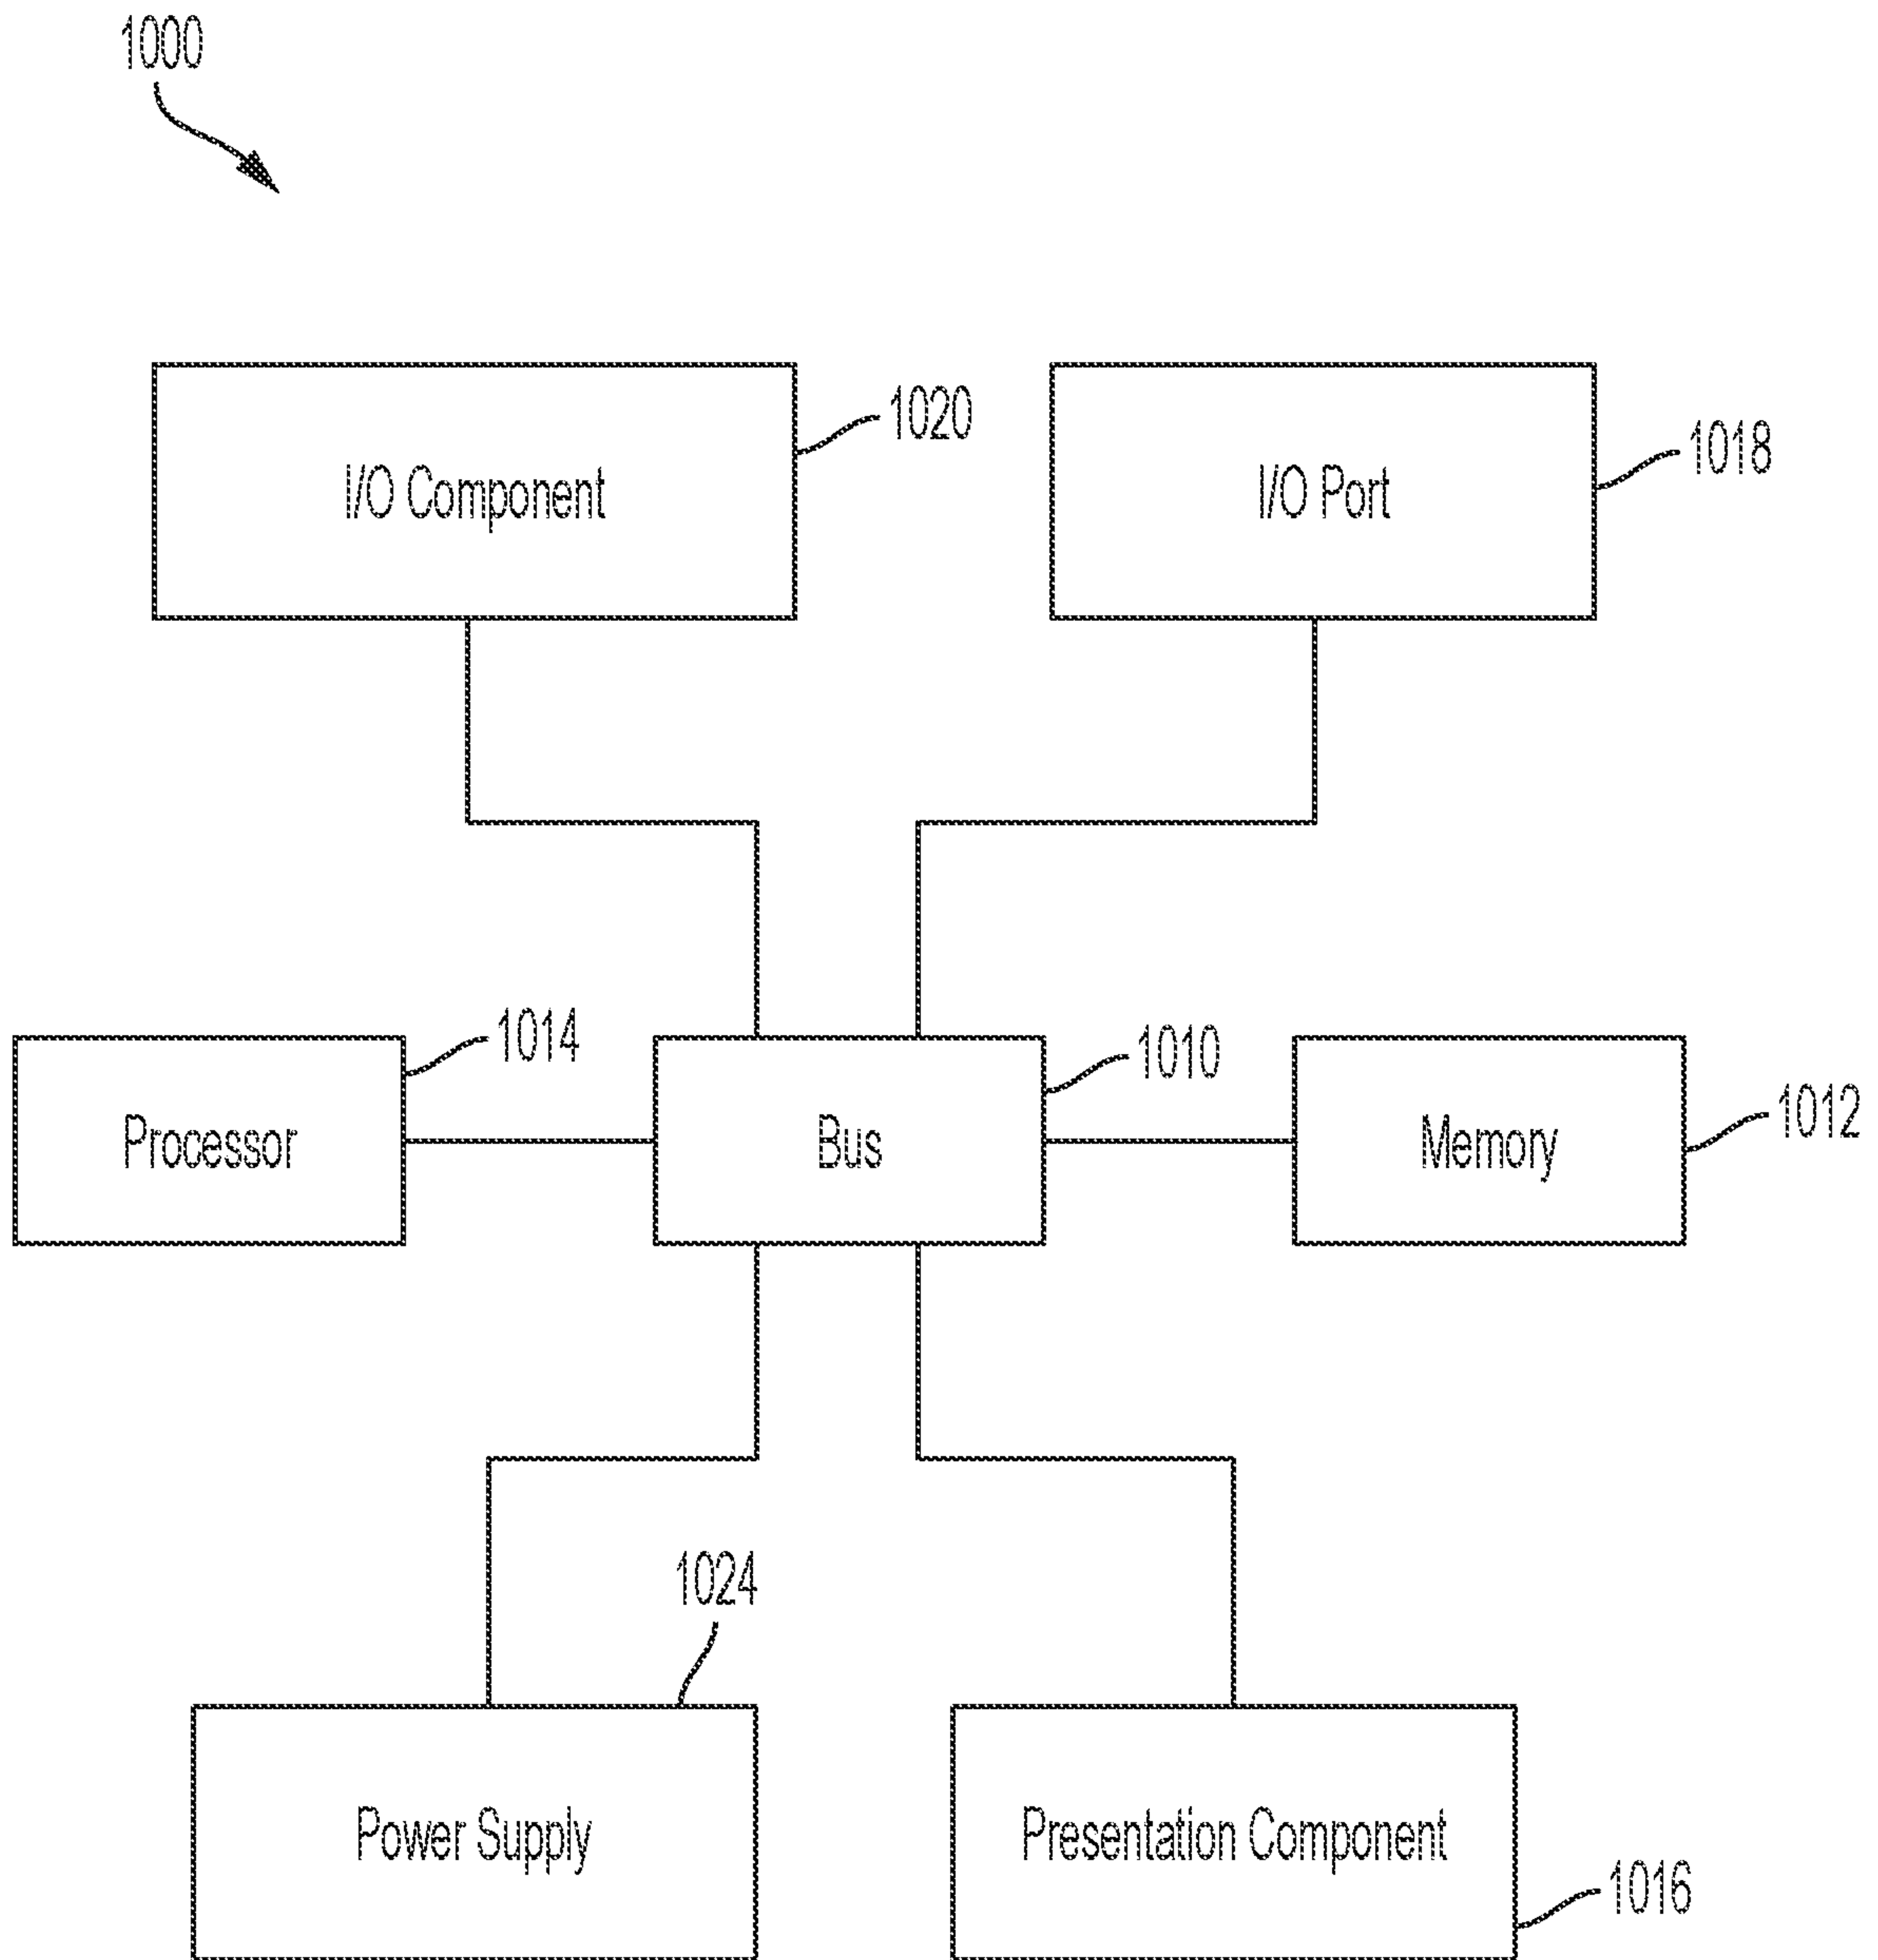 1000
I/O Component
1020
I/O Port
1018
Processor
1014
Bus
1010
Memory
1012
1024
Power Supply
Presentation Component
1016